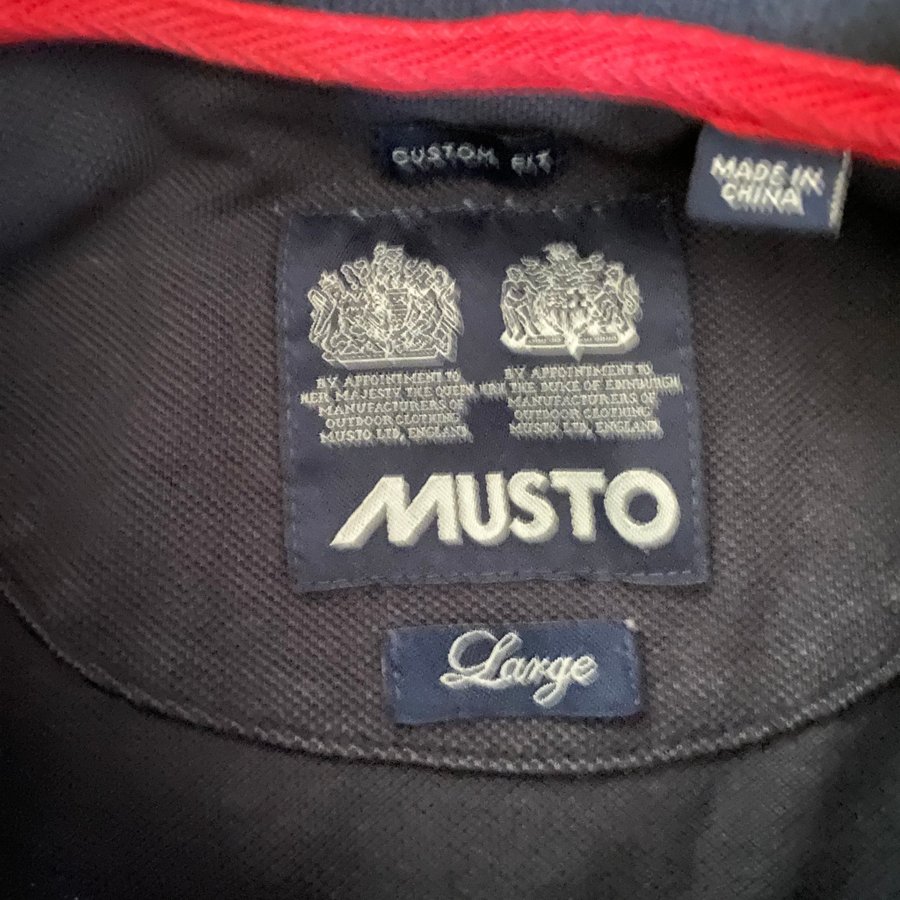 CUSTOM FIT
MADE IN
CHINA
BY APPOINTMENT TO
HER MAJESTY THE QUEEN
MANUFACTURERS OF
OUTDOOR CLOTHING
MUSTO LTD, ENGLAND
BY APPOINTMENT TO
HRH THE DUKE OF EDINBURGH
MANUFACTURERS OF
OUTDOOR CLOTHING
MUSTO LTD, ENGLAND
MUSTO
Large